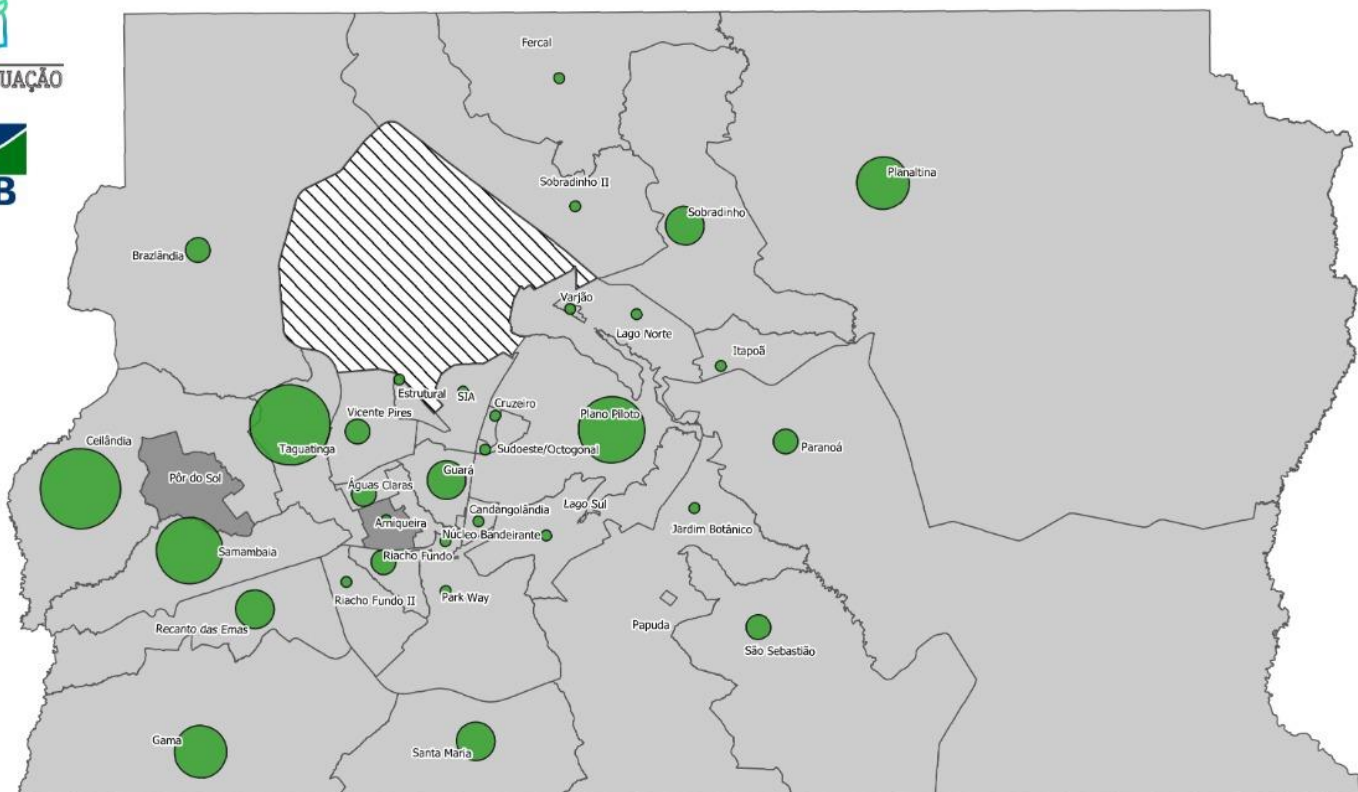 UAÇÃO
B
Fercal
Sobradinho II
Planaltina
Sobradinho
Brazlândia
Varjão
Lago Norte
Itapoã
Estrutural
SIA
Cruzeiro
Vicente Pires
Plano Piloto
Ceilândia
Taguatinga
Sudoeste/Octogonal
Paranoá
Pôr do Sol
Guará
Águas Claras
Lago Sul
Candangolândia
Arniqueira
Núcleo Bandeirante
Jardim Botânico
Samambaia
Riacho Fundo
Riacho Fundo II
Park Way
Recanto das Emas
Papuda
São Sebastião
Gama
Santa Maria